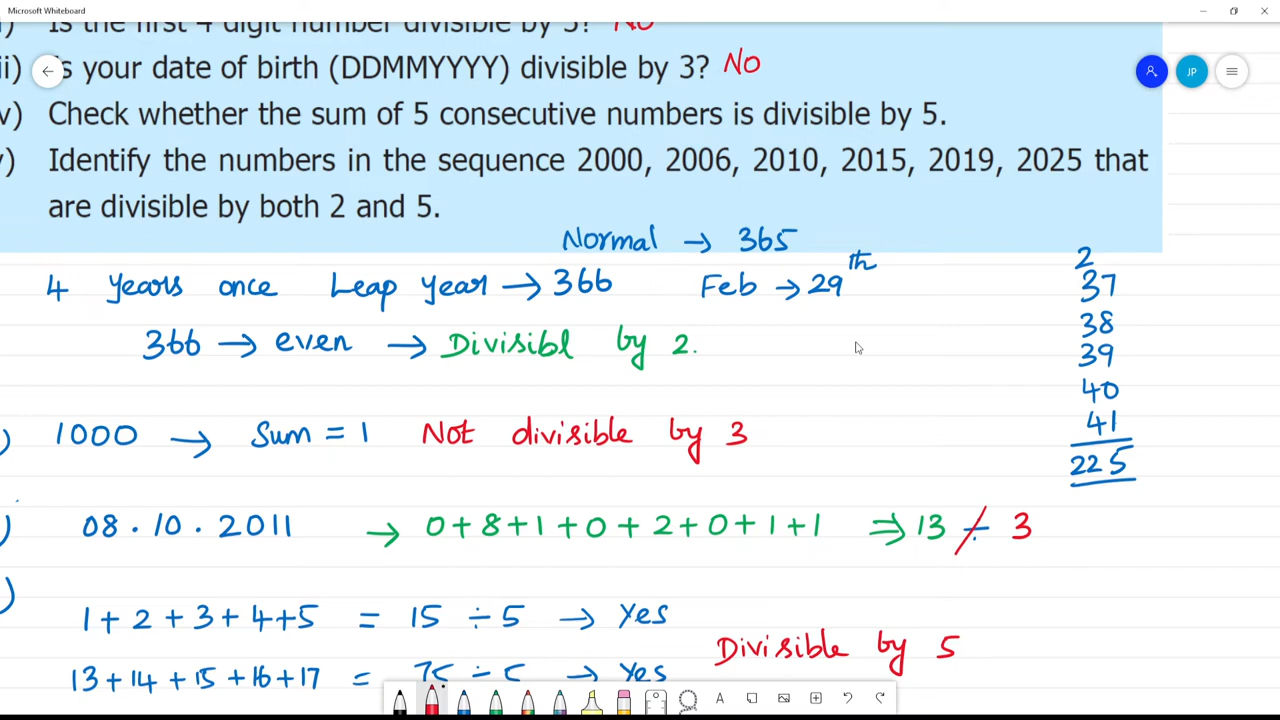 Microsoft Whiteboard
Is the first 4 digit number divisible by 3? No
ii) Is your date of birth (DDMMYYYY) divisible by 3? No
v) Check whether the sum of 5 consecutive numbers is divisible by 5.
) Identify the numbers in the sequence 2000, 2006, 2010, 2015, 2019, 2025 that
are divisible by both 2 and 5.
JP
Normal → 365
4 years once Leap year → 366 Feb → 29th
366 → even → Divisibl by 2.
2
37
38
39
40
41
225
) 1000 → Sum = 1 Not divisible by 3
) 08.10.2011 → 0+8+1+0+2+0+1+1 ⇒ 13 ÷ 3
)
1+2+3+4+5 = 15 ÷ 5 → Yes
Divisible by 5
13+14+15+16+17 = 75 ÷ 5 → Yes
A